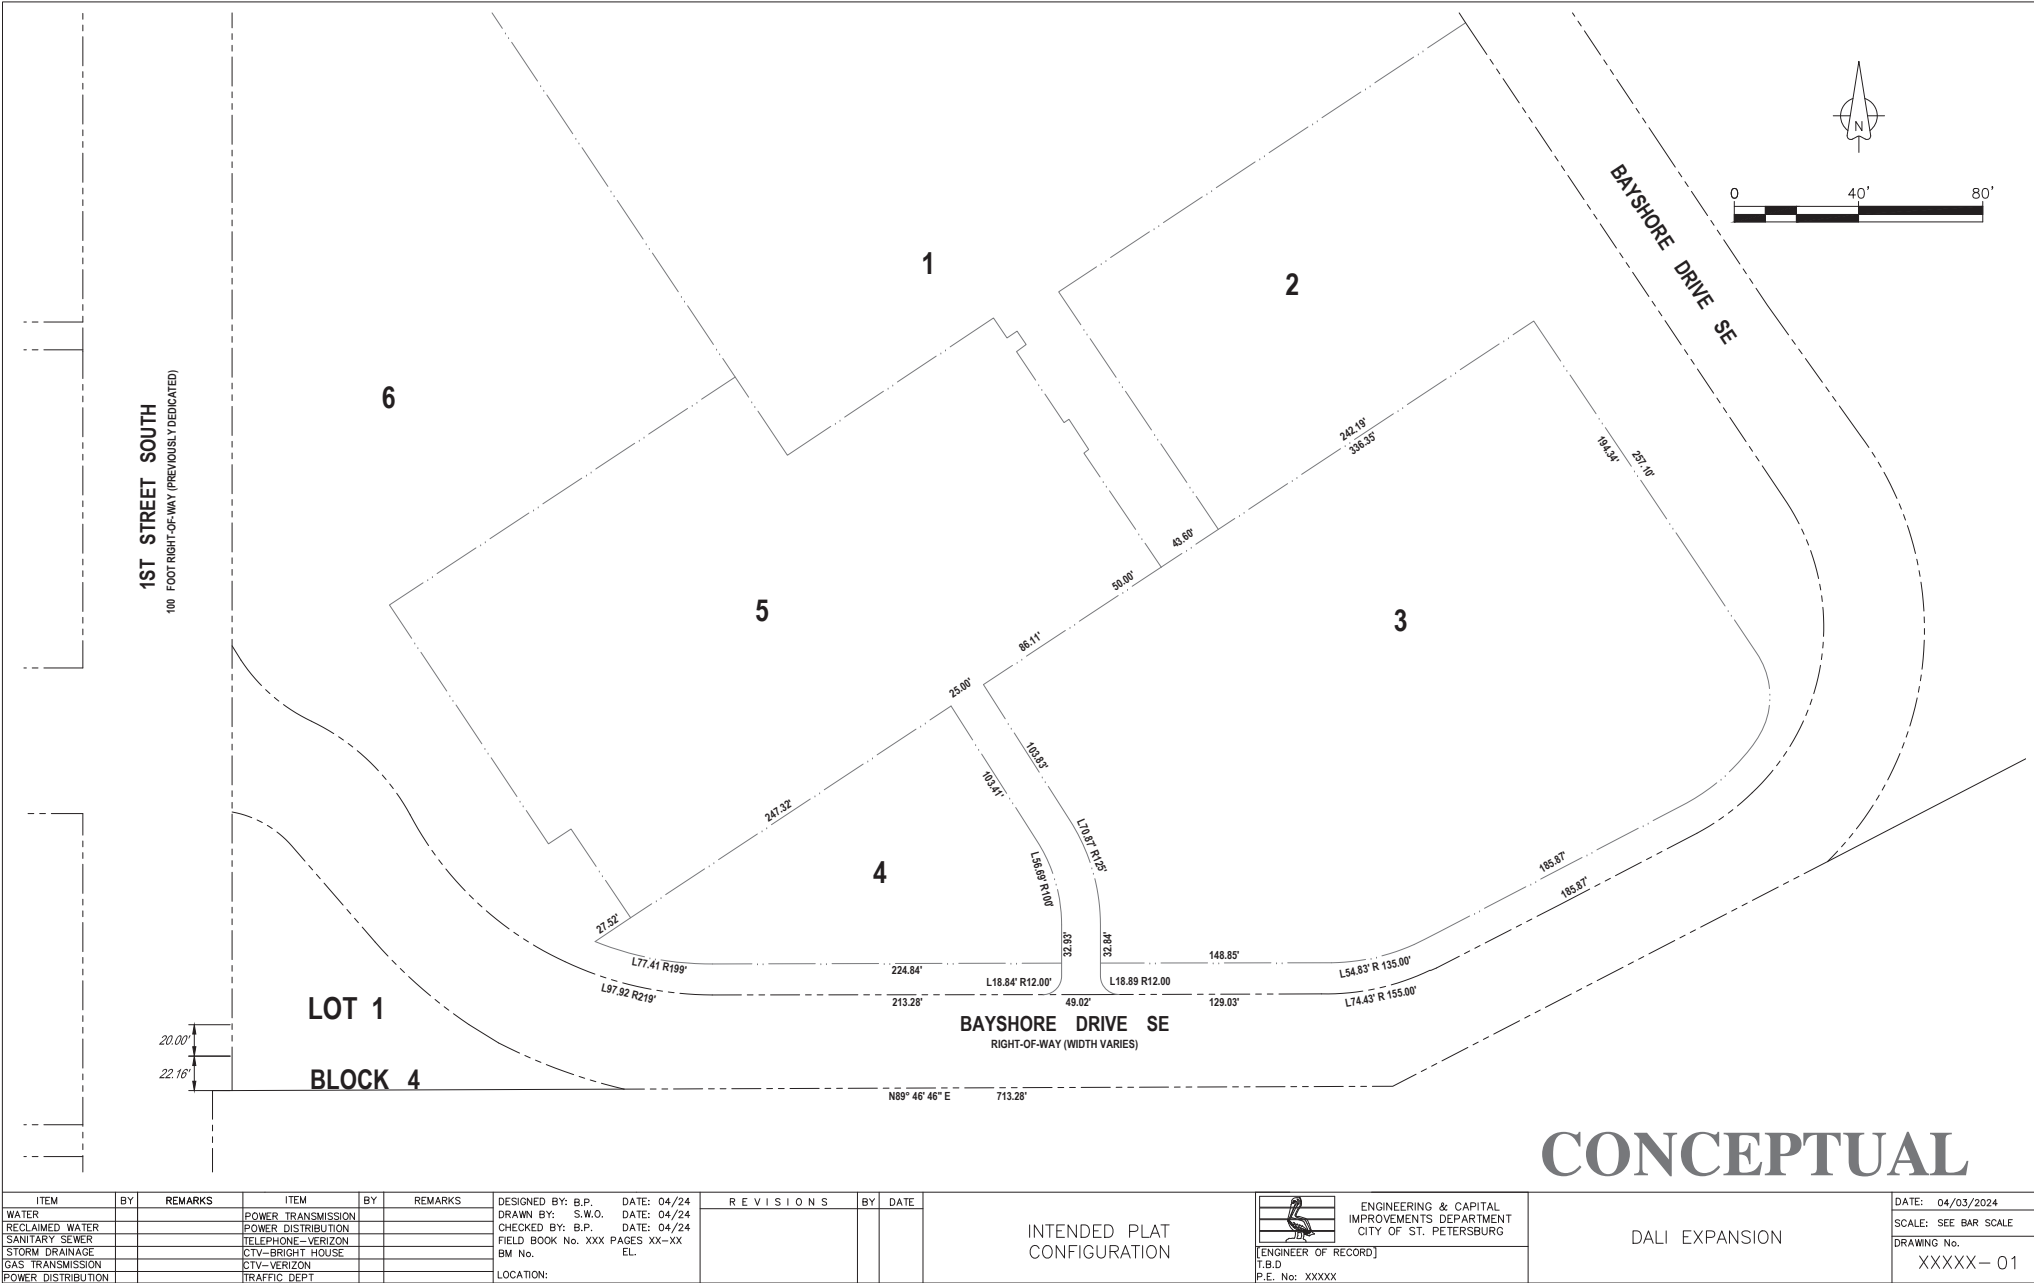 N
0 40' 80'
BAYSHORE DRIVE SE
1
2
6
1ST STREET SOUTH
100 FOOT RIGHT-OF-WAY (PREVIOUSLY DEDICATED)
242.19'
336.35'
194.34'
257.10'
43.60'
50.00'
5
3
86.11'
25.00'
103.83'
103.41'
247.32'
L70.87' R125'
L56.69' R100'
4
185.87'
185.87'
27.52'
32.93'
32.84'
L77.41 R199'
224.84'
148.85'
L54.83' R 135.00'
L18.84' R12.00'
L18.89 R12.00
L97.92 R219'
213.28'
49.02'
129.03'
L74.43' R 155.00'
LOT 1
BAYSHORE DRIVE SE
RIGHT-OF-WAY (WIDTH VARIES)
20.00'
22.16'
BLOCK 4
N89° 46' 46" E 713.28'
CONCEPTUAL
ITEM BY REMARKS ITEM BY REMARKS
WATER POWER TRANSMISSION
RECLAIMED WATER POWER DISTRIBUTION
SANITARY SEWER TELEPHONE-VERIZON
STORM DRAINAGE CTV-BRIGHT HOUSE
GAS TRANSMISSION CTV-VERIZON
POWER DISTRIBUTION TRAFFIC DEPT
DESIGNED BY: B.P. DATE: 04/24
DRAWN BY: S.W.O. DATE: 04/24
CHECKED BY: B.P. DATE: 04/24
FIELD BOOK No. XXX PAGES XX-XX
BM No. EL.
LOCATION:
REVISIONS BY DATE
INTENDED PLAT
CONFIGURATION
ENGINEERING & CAPITAL
IMPROVEMENTS DEPARTMENT
CITY OF ST. PETERSBURG
[ENGINEER OF RECORD]
T.B.D
P.E. No: XXXXX
DALI EXPANSION
DATE: 04/03/2024
SCALE: SEE BAR SCALE
DRAWING No.
XXXXX-01